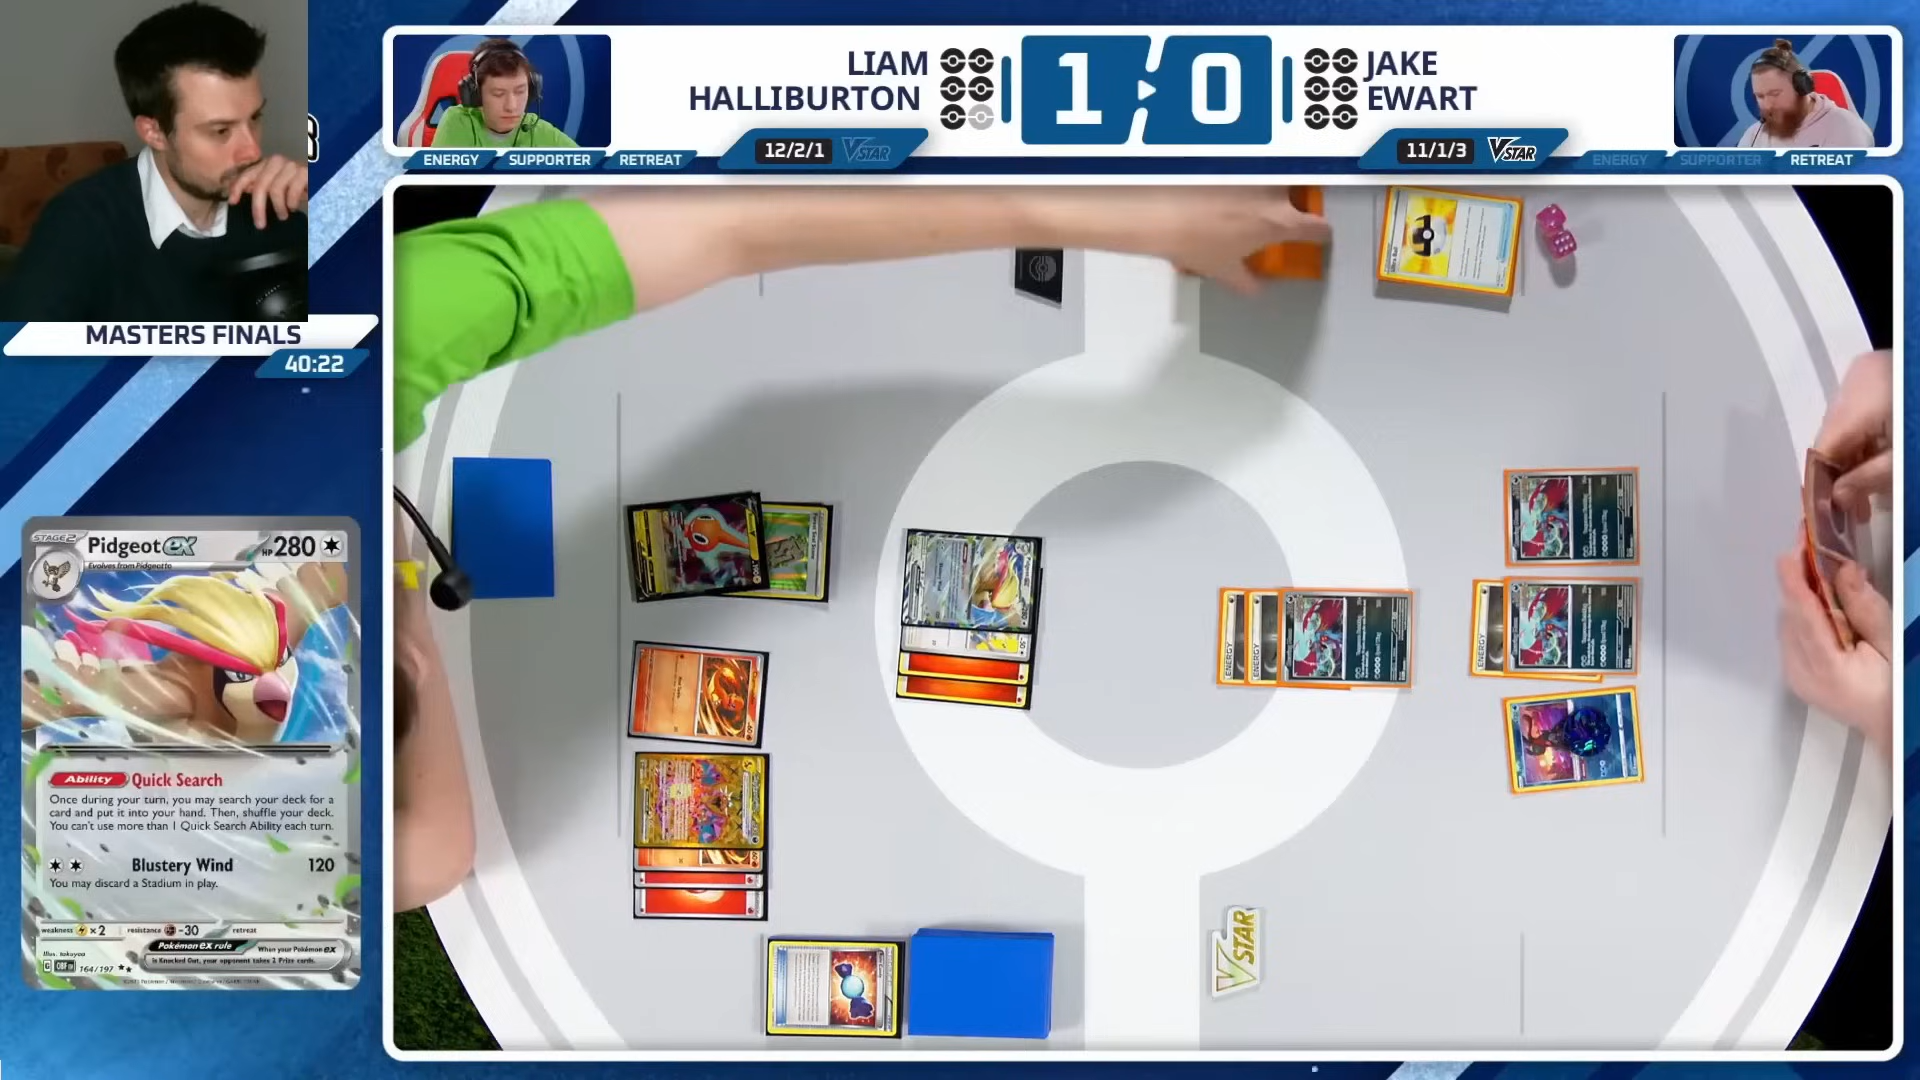 LIAM
HALLIBURTON
1
0
JAKE
EWART
12/2/1
VSTAR
11/1/3
VSTAR
ENERGY
SUPPORTER
RETREAT
ENERGY
SUPPORTER
RETREAT
MASTERS FINALS
40:22
STAGE2
Pidgeot ex
HP 280
Evolves from Pidgeotto
Ability Quick Search
Once during your turn, you may search your deck for a
card and put it into your hand. Then, shuffle your deck.
You can't use more than 1 Quick Search Ability each turn.
Blustery Wind 120
You may discard a Stadium in play.
weakness ×2 resistance -30 retreat
Pokémon ex rule
When your Pokémon ex
is Knocked Out, your opponent takes 2 Prize cards.
164/197
ENERGY
ENERGY
ENERGY
VSTAR